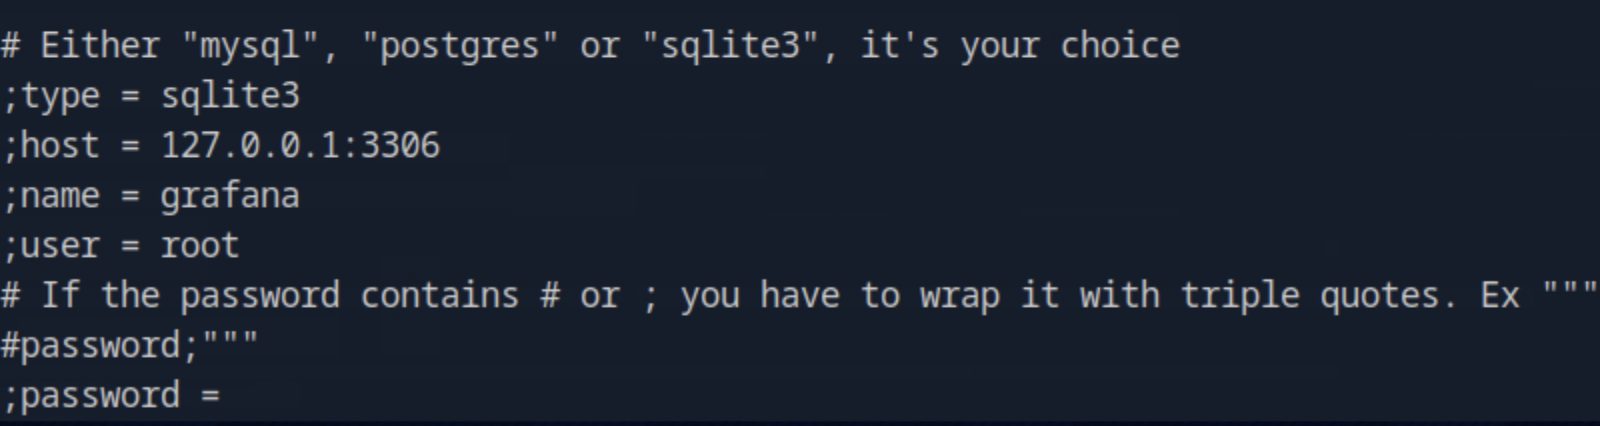 # Either "mysql", "postgres" or "sqlite3", it's your choice
;type = sqlite3
;host = 127.0.0.1:3306
;name = grafana
;user = root
# If the password contains # or ; you have to wrap it with triple quotes. Ex """
#password;"""
;password =